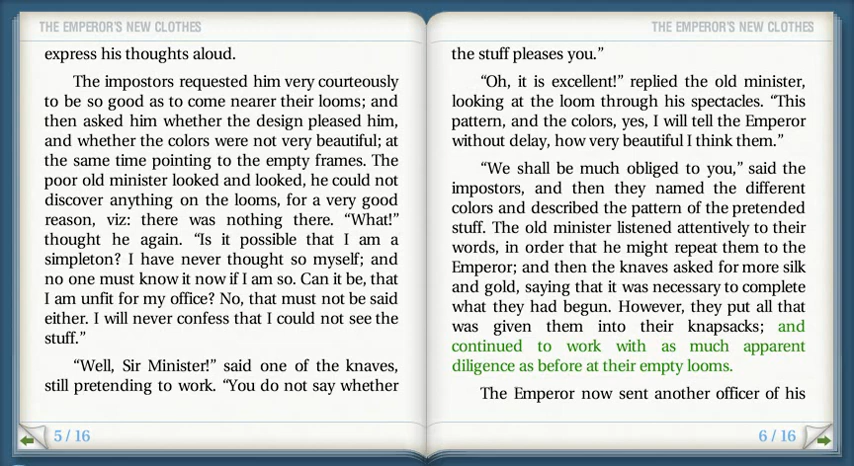 THE EMPEROR'S NEW CLOTHES
express his thoughts aloud.
The impostors requested him very courteously
to be so good as to come nearer their looms; and
then asked him whether the design pleased him,
and whether the colors were not very beautiful; at
the same time pointing to the empty frames. The
poor old minister looked and looked, he could not
discover anything on the looms, for a very good
reason, viz: there was nothing there. “What!”
thought he again. “Is it possible that I am a
simpleton? I have never thought so myself; and
no one must know it now if I am so. Can it be, that
I am unfit for my office? No, that must not be said
either. I will never confess that I could not see the
stuff.”
“Well, Sir Minister!” said one of the knaves,
still pretending to work. “You do not say whether
5 / 16
THE EMPEROR'S NEW CLOTHES
the stuff pleases you.”
“Oh, it is excellent!” replied the old minister,
looking at the loom through his spectacles. “This
pattern, and the colors, yes, I will tell the Emperor
without delay, how very beautiful I think them.”
“We shall be much obliged to you,” said the
impostors, and then they named the different
colors and described the pattern of the pretended
stuff. The old minister listened attentively to their
words, in order that he might repeat them to the
Emperor; and then the knaves asked for more silk
and gold, saying that it was necessary to complete
what they had begun. However, they put all that
was given them into their knapsacks; and
continued to work with as much apparent
diligence as before at their empty looms.
The Emperor now sent another officer of his
6 / 16